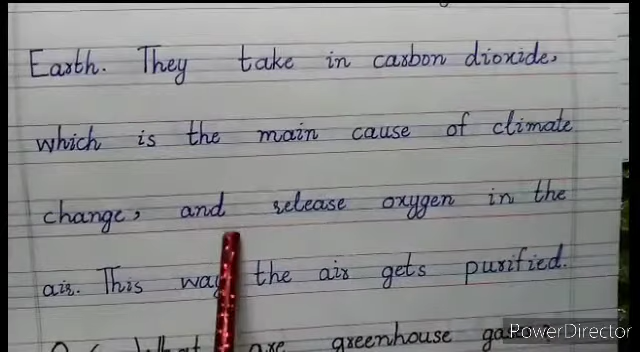 Earth. They take in carbon dioxide,
which is the main cause of climate
change, and release oxygen in the
air. This way the air gets purified.
What are greenhouse
PowerDirector